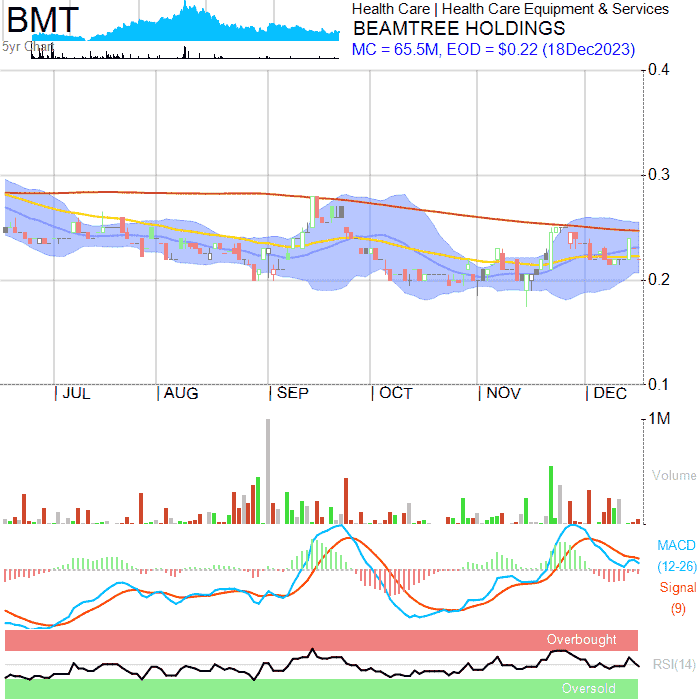 BMT
5yr Chart
Health Care | Health Care Equipment & Services
BEAMTREE HOLDINGS
MC = 65.5M, EOD = $0.22 (18Dec2023)
0.4
0.3
0.2
0.1
JUL AUG SEP OCT NOV DEC
1M
Volume
MACD
(12-26)
Signal
(9)
Overbought
RSI(14)
Oversold